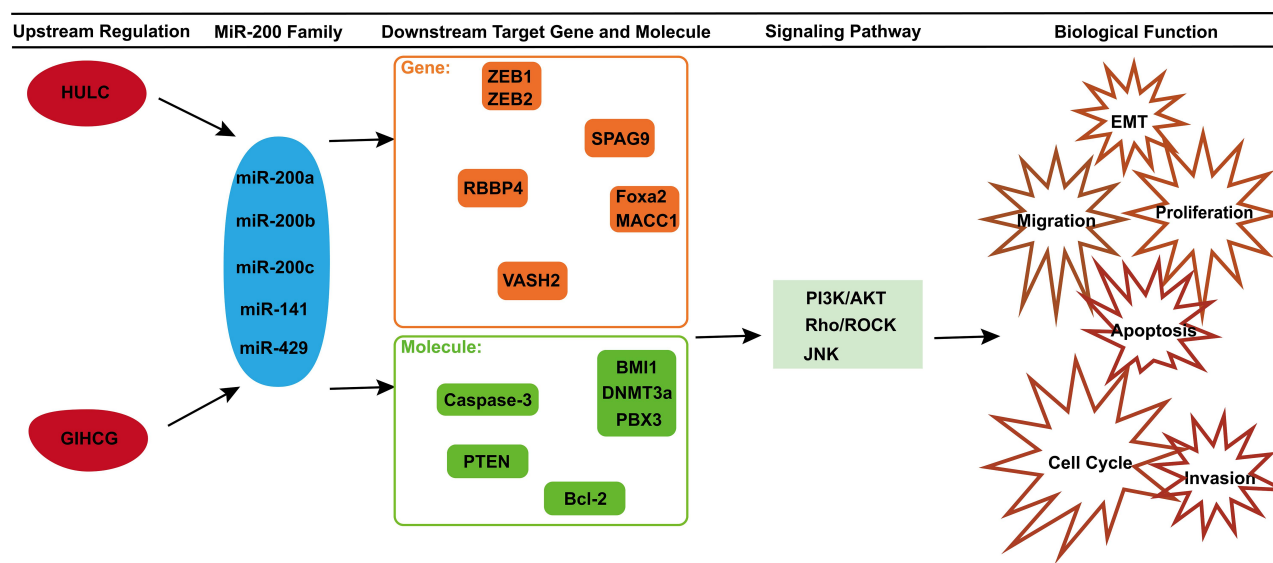 Upstream Regulation
MiR-200 Family
Downstream Target Gene and Molecule
Signaling Pathway
Biological Function
HULC
GIHCG
miR-200a
miR-200b
miR-200c
miR-141
miR-429
Gene:
ZEB1
ZEB2
SPAG9
RBBP4
Foxa2
MACC1
VASH2
Molecule:
BMI1
DNMT3a
PBX3
Caspase-3
PTEN
Bcl-2
PI3K/AKT
Rho/ROCK
JNK
EMT
Migration
Proliferation
Apoptosis
Cell Cycle
Invasion